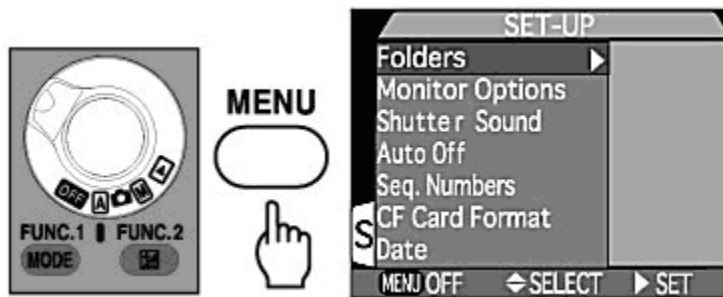 OFF A M
FUNC.1 FUNC.2
MODE
MENU
SET-UP
Folders
Monitor Options
Shutter Sound
Auto Off
Seq. Numbers
CF Card Format
S
Date
MENU OFF SELECT SET